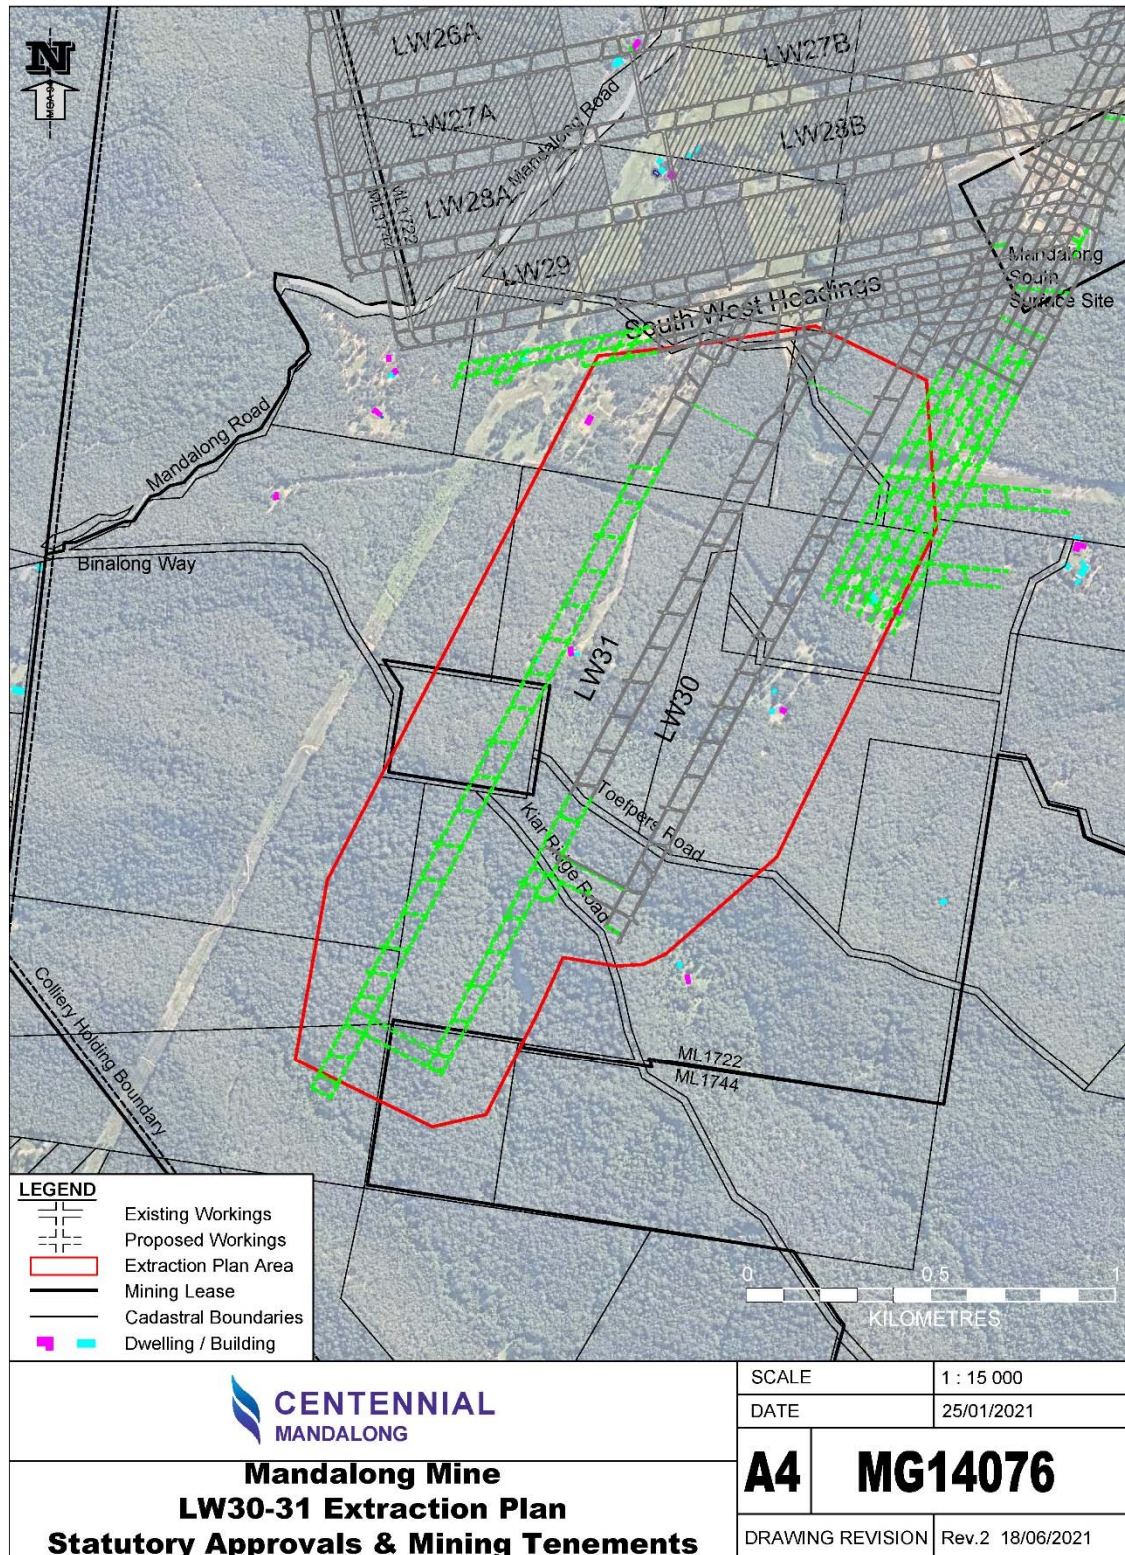 N
MGA 94
LW26A
LW27B
LW27A
Mandalong Road
LW28B
LW28A
ML1722
LW29
Mandalong
South
Surface Site
South West Headings
Mandalong Road
Binalong Way
LW31
LW30
Toefpers Road
Kiar Ridge Road
Colliery Holding Boundary
ML1722
ML1744
LEGEND
Existing Workings
Proposed Workings
Extraction Plan Area
Mining Lease
Cadastral Boundaries
Dwelling / Building
0 0.5 1
KILOMETRES
CENTENNIAL
MANDALONG
Mandalong Mine
LW30-31 Extraction Plan
Statutory Approvals & Mining Tenements
SCALE 1 : 15 000
DATE 25/01/2021
A4 MG14076
DRAWING REVISION Rev.2 18/06/2021